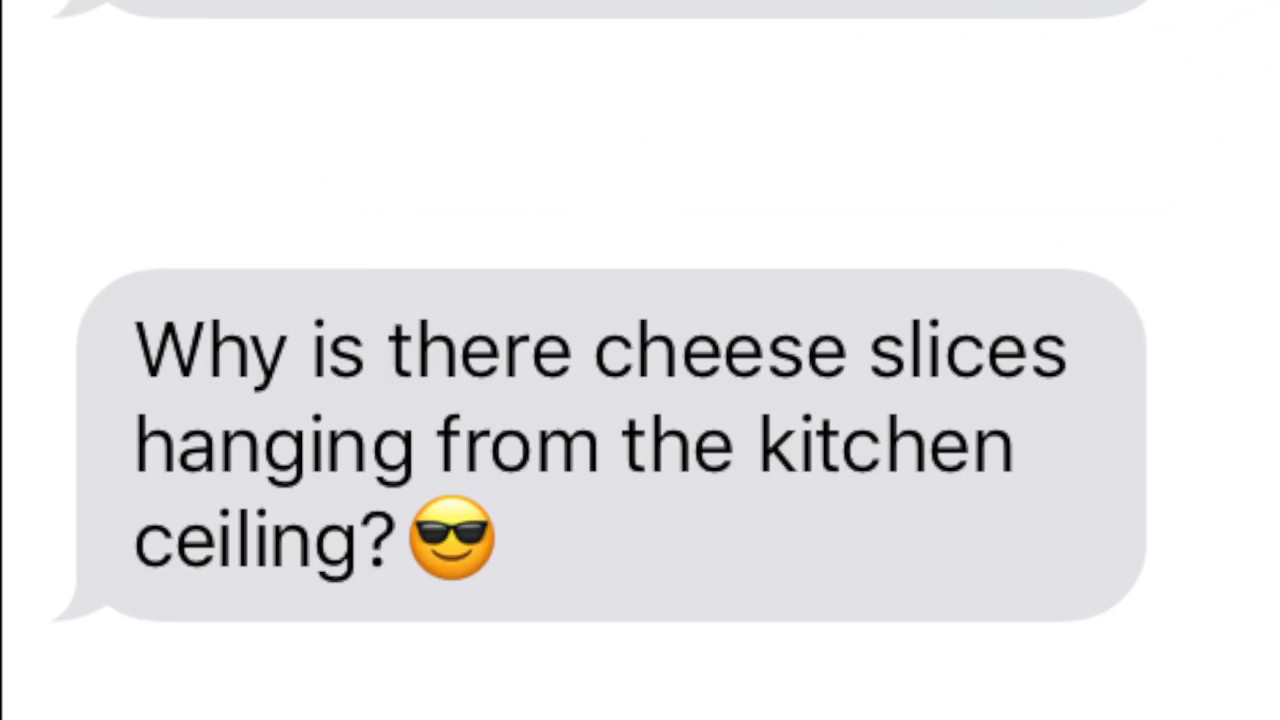 Why is there cheese slices
hanging from the kitchen
ceiling?😎